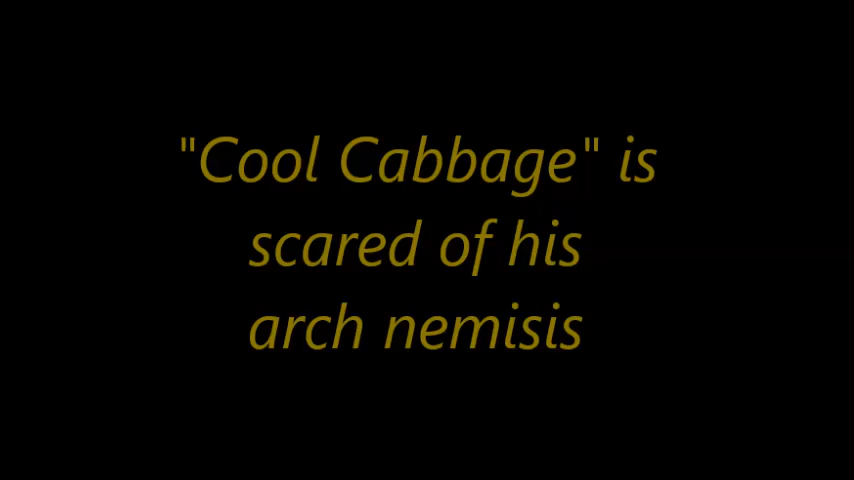 "Cool Cabbage" is
scared of his
arch nemisis